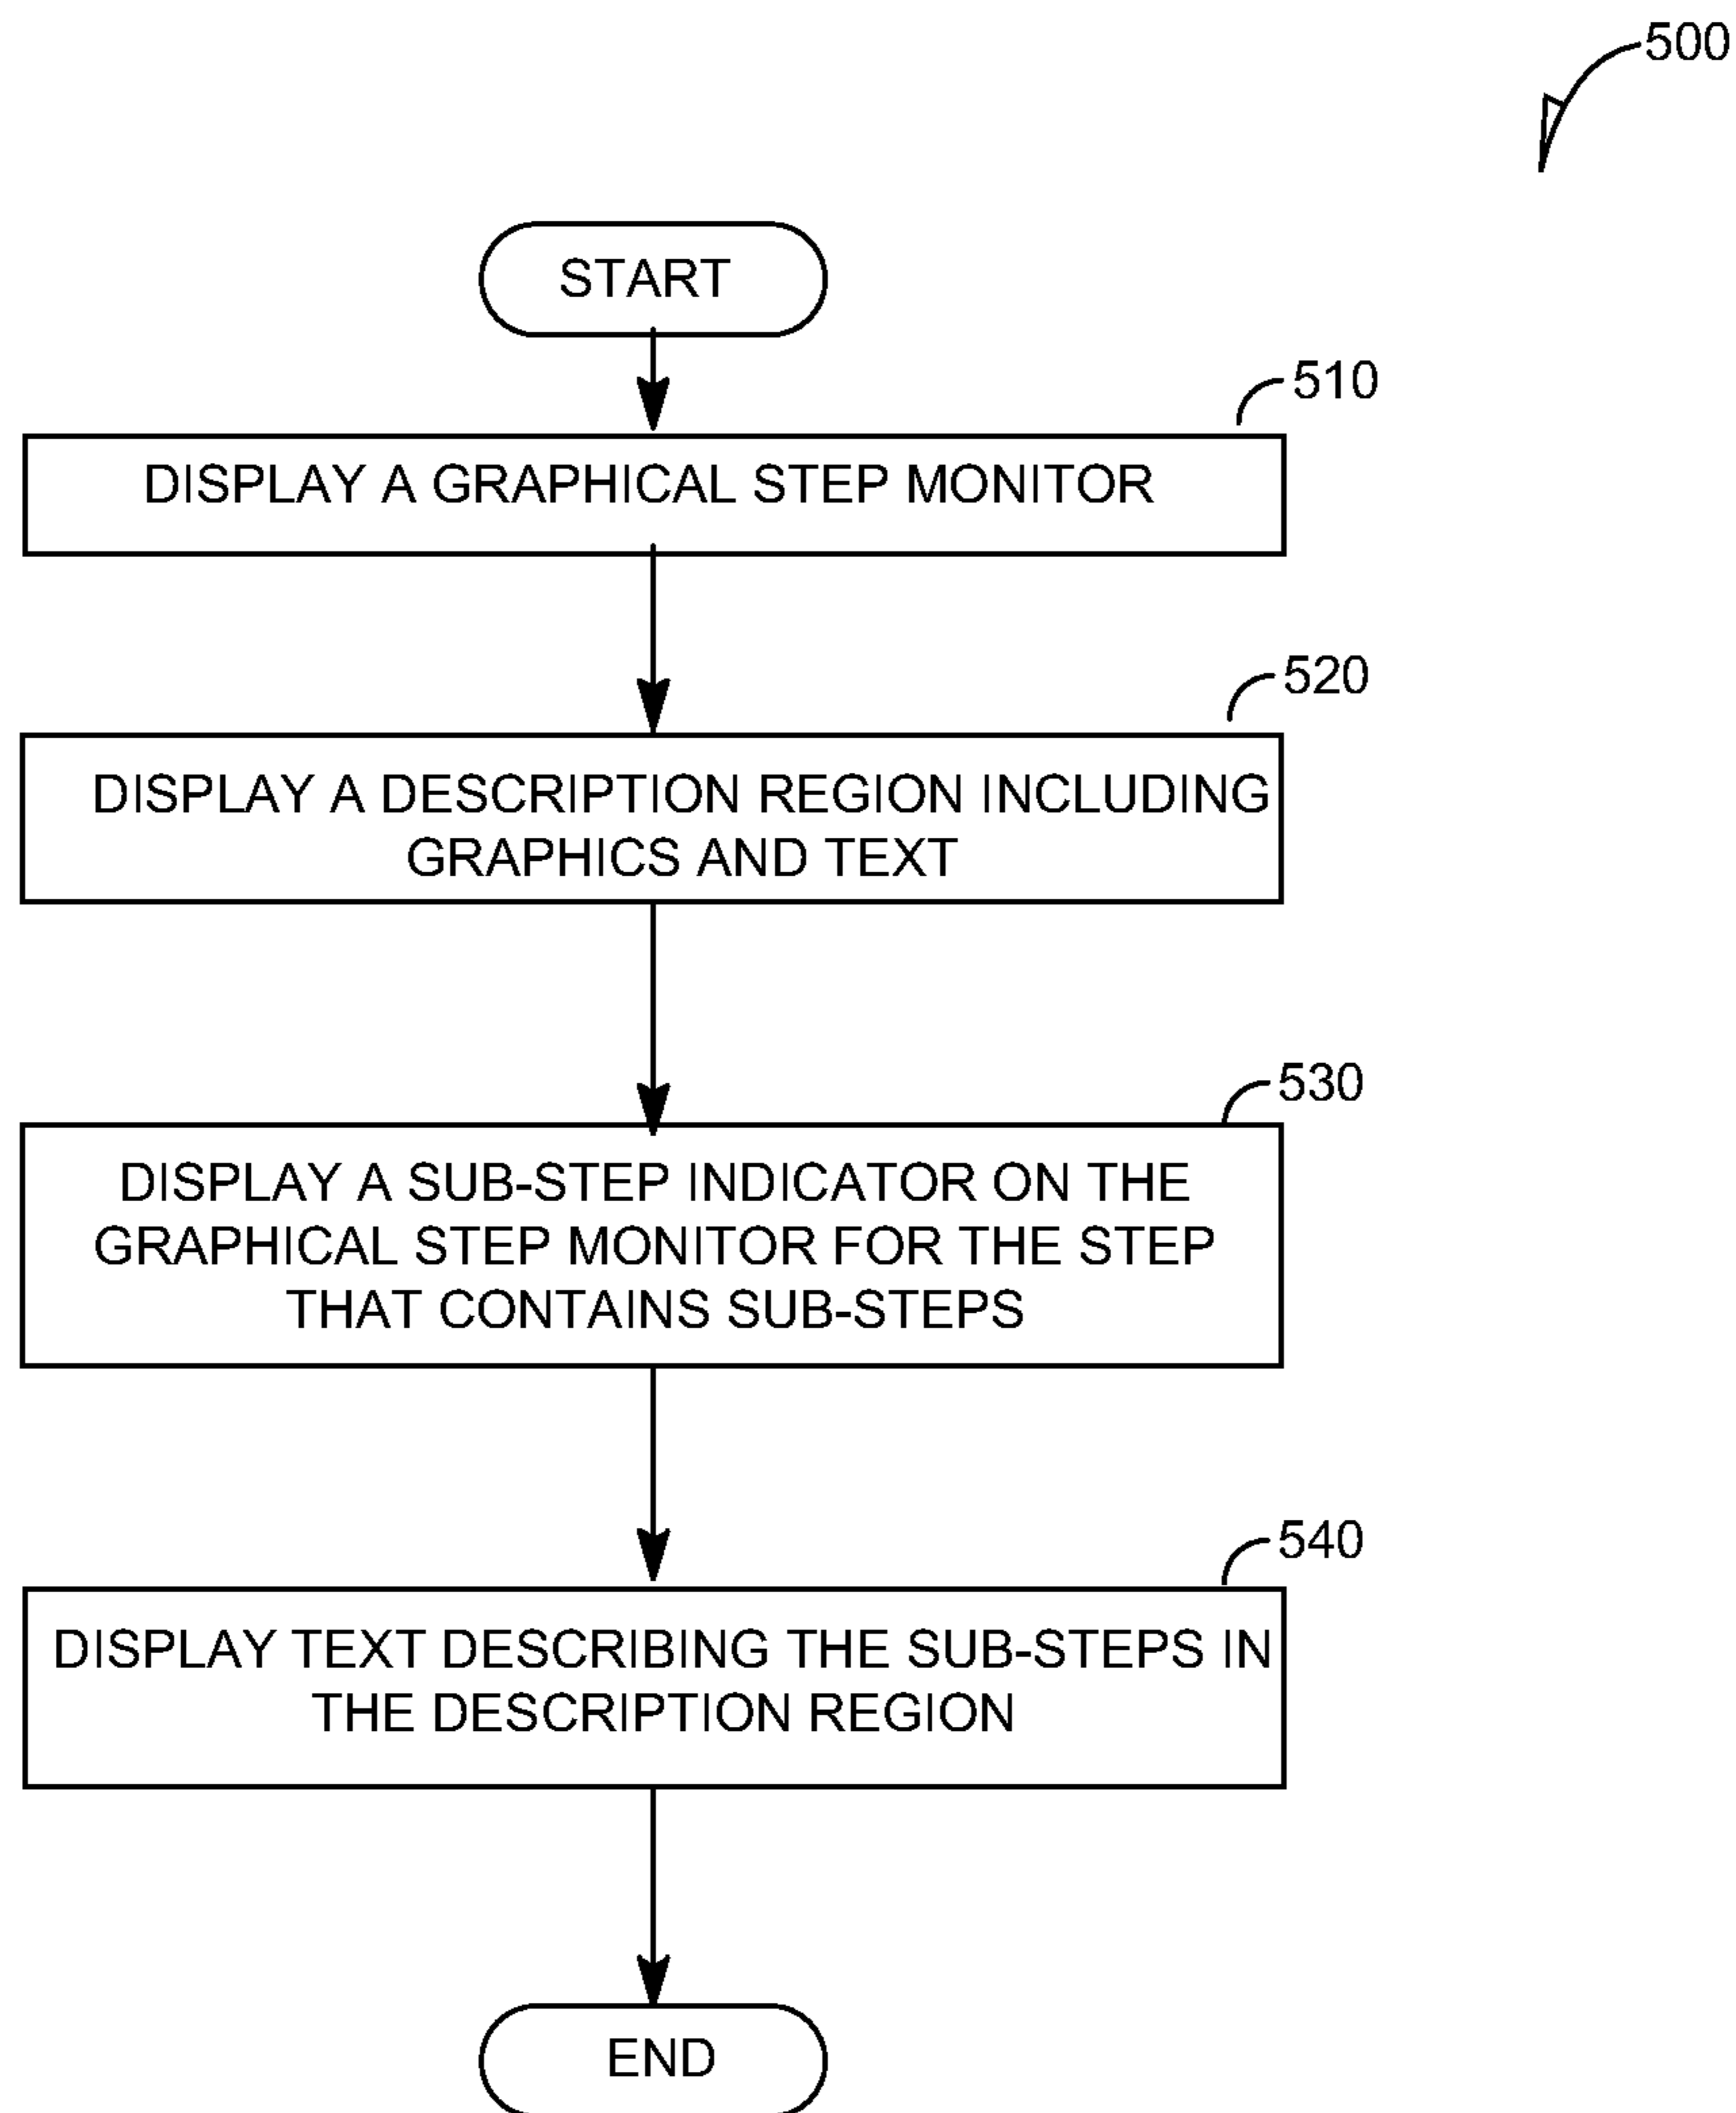 500
START
510
DISPLAY A GRAPHICAL STEP MONITOR
520
DISPLAY A DESCRIPTION REGION INCLUDING
GRAPHICS AND TEXT
530
DISPLAY A SUB-STEP INDICATOR ON THE
GRAPHICAL STEP MONITOR FOR THE STEP
THAT CONTAINS SUB-STEPS
540
DISPLAY TEXT DESCRIBING THE SUB-STEPS IN
THE DESCRIPTION REGION
END